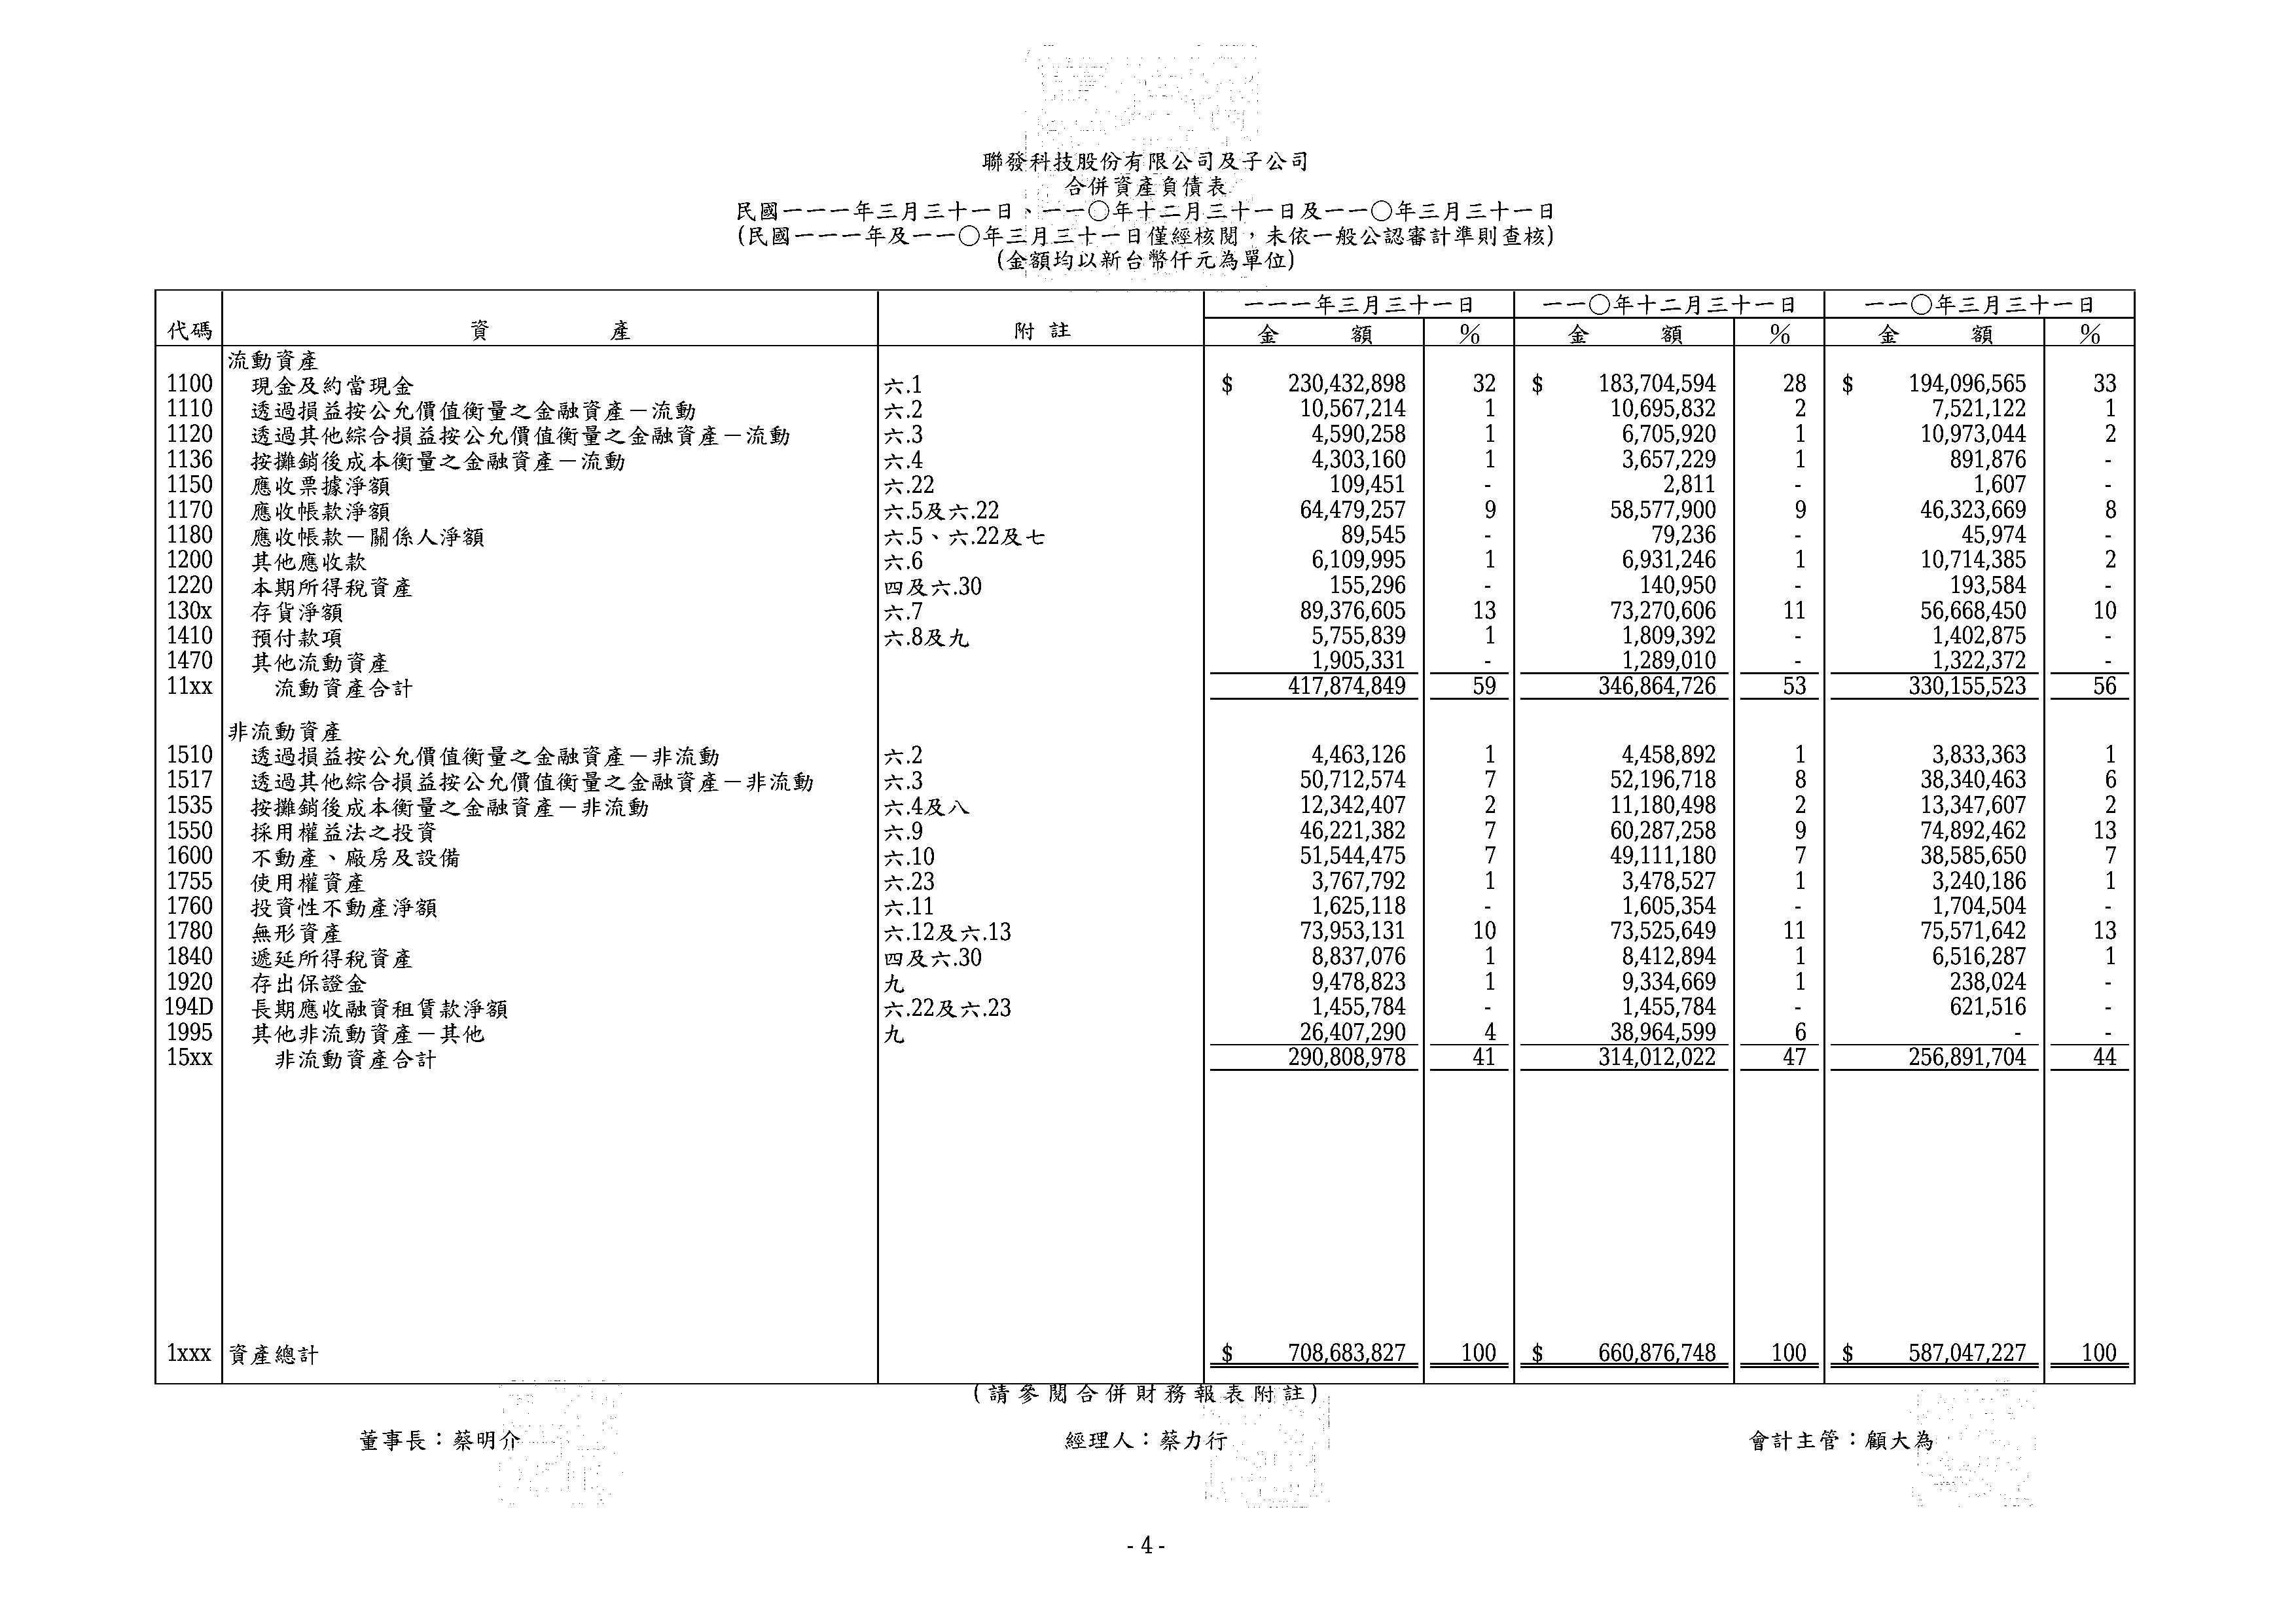 聯發科技股份有限公司及子公司
合併資產負債表
民國一一一年三月三十一日、一一○年十二月三十一日及一一○年三月三十一日
(民國一一一年及一一○年三月三十一日僅經核閱，未依一般公認審計準則查核)
(金額均以新台幣仟元為單位)
一一一年三月三十一日 一一○年十二月三十一日 一一○年三月三十一日
代碼 資 產 附 註 金 額 % 金 額 % 金 額 %
流動資產
1100 現金及約當現金 六.1 $ 230,432,898 32 $ 183,704,594 28 $ 194,096,565 33
1110 透過損益按公允價值衡量之金融資產－流動 六.2 10,567,214 1 10,695,832 2 7,521,122 1
1120 透過其他綜合損益按公允價值衡量之金融資產－流動 六.3 4,590,258 1 6,705,920 1 10,973,044 2
1136 按攤銷後成本衡量之金融資產－流動 六.4 4,303,160 1 3,657,229 1 891,876 -
1150 應收票據淨額 六.22 109,451 - 2,811 - 1,607 -
1170 應收帳款淨額 六.5及六.22 64,479,257 9 58,577,900 9 46,323,669 8
1180 應收帳款－關係人淨額 六.5、六.22及七 89,545 - 79,236 - 45,974 -
1200 其他應收款 六.6 6,109,995 1 6,931,246 1 10,714,385 2
1220 本期所得稅資產 四及六.30 155,296 - 140,950 - 193,584 -
130x 存貨淨額 六.7 89,376,605 13 73,270,606 11 56,668,450 10
1410 預付款項 六.8及九 5,755,839 1 1,809,392 - 1,402,875 -
1470 其他流動資產 1,905,331 - 1,289,010 - 1,322,372 -
11xx 流動資產合計 417,874,849 59 346,864,726 53 330,155,523 56
非流動資產
1510 透過損益按公允價值衡量之金融資產－非流動 六.2 4,463,126 1 4,458,892 1 3,833,363 1
1517 透過其他綜合損益按公允價值衡量之金融資產－非流動 六.3 50,712,574 7 52,196,718 8 38,340,463 6
1535 按攤銷後成本衡量之金融資產－非流動 六.4及八 12,342,407 2 11,180,498 2 13,347,607 2
1550 採用權益法之投資 六.9 46,221,382 7 60,287,258 9 74,892,462 13
1600 不動產、廠房及設備 六.10 51,544,475 7 49,111,180 7 38,585,650 7
1755 使用權資產 六.23 3,767,792 1 3,478,527 1 3,240,186 1
1760 投資性不動產淨額 六.11 1,625,118 - 1,605,354 - 1,704,504 -
1780 無形資產 六.12及六.13 73,953,131 10 73,525,649 11 75,571,642 13
1840 遞延所得稅資產 四及六.30 8,837,076 1 8,412,894 1 6,516,287 1
1920 存出保證金 九 9,478,823 1 9,334,669 1 238,024 -
194D 長期應收融資租賃款淨額 六.22及六.23 1,455,784 - 1,455,784 - 621,516 -
1995 其他非流動資產－其他 九 26,407,290 4 38,964,599 6 - -
15xx 非流動資產合計 290,808,978 41 314,012,022 47 256,891,704 44
1xxx 資產總計 $ 708,683,827 100 $ 660,876,748 100 $ 587,047,227 100
(請參閱合併財務報表附註)
董事長：蔡明介 經理人：蔡力行 會計主管：顧大為
- 4 -